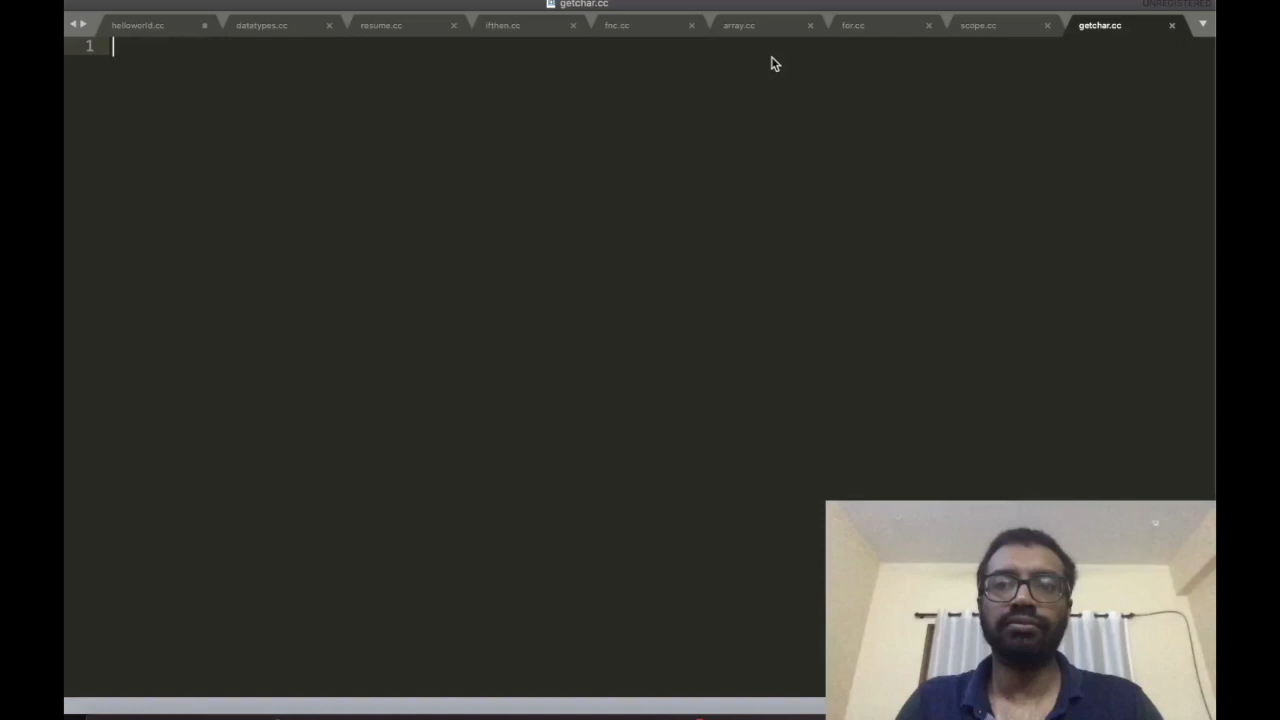 getchar.cc
UNREGISTERED
helloworld.cc datatypes.cc resume.cc ifthen.cc fnc.cc array.cc for.cc scope.cc getchar.cc
1